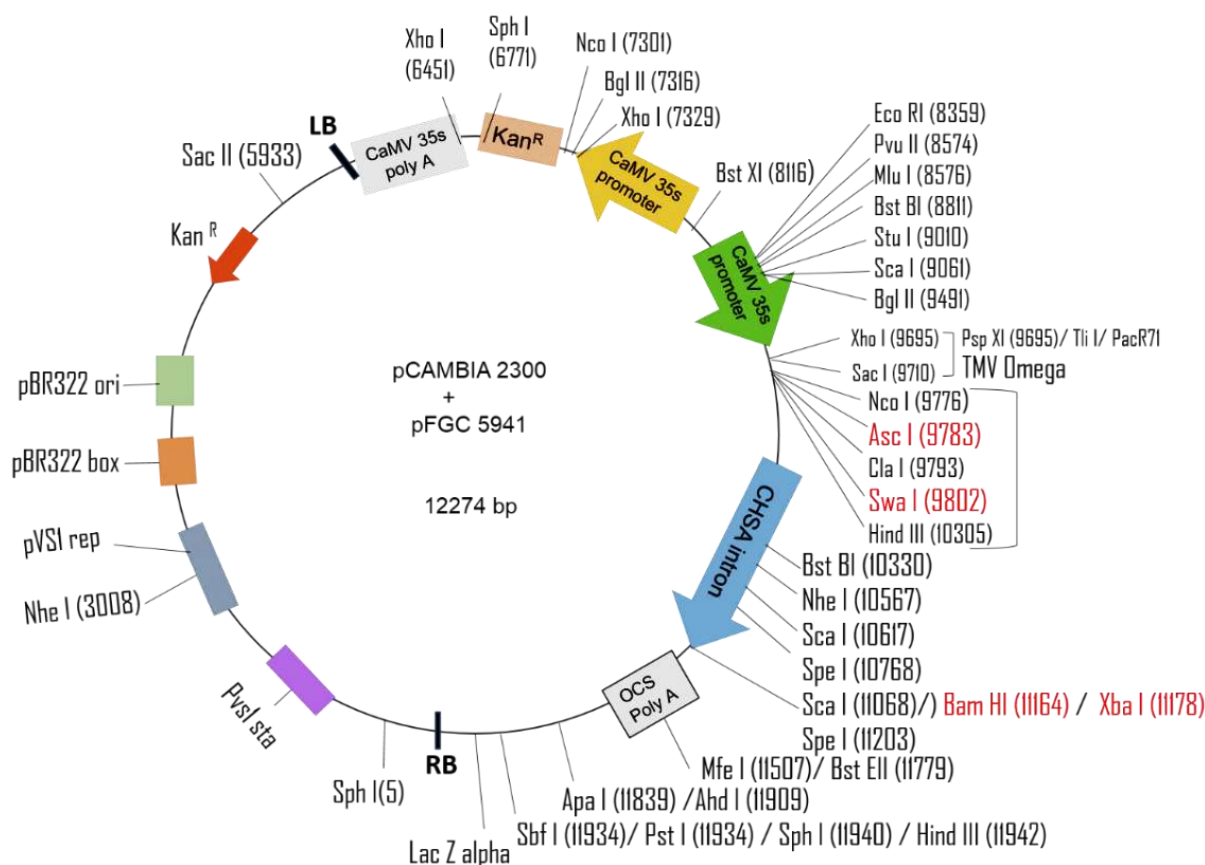 Xho I
(6451)
Sph I
(6771)
Nco I (7301)
Bgl II (7316)
Xho I (7329)
LB
CaMV 35s
poly A
Kan^R
CaMV 35s
promoter
Bst XI (8116)
CaMV 35s
promoter
Eco RI (8359)
Pvu II (8574)
Mlu I (8576)
Bst BI (8811)
Stu I (9010)
Sca I (9061)
Bgl II (9491)
Sac II (5933)
Kan ^R
pBR322 ori
pBR322 box
pVS1 rep
Nhe I (3008)
PvsI sta
Sph I(5)
RB
Lac Z alpha
pCAMBIA 2300
+
pFGC 5941
12274 bp
Xho I (9695)
Psp XI (9695)/ Tli I/ PacR71
Sac I (9710)
TMV Omega
Nco I (9776)
Asc I (9783)
Cla I (9793)
Swa I (9802)
Hind III (10305)
CHSA intron
Bst BI (10330)
Nhe I (10567)
Sca I (10617)
Spe I (10768)
Sca I (11068)/) Bam HI (11164) / Xba I (11178)
Spe I (11203)
OCS
Poly A
Mfe I (11507)/ Bst EII (11779)
Apa I (11839) /Ahd I (11909)
Sbf I (11934)/ Pst I (11934) / Sph I (11940) / Hind III (11942)